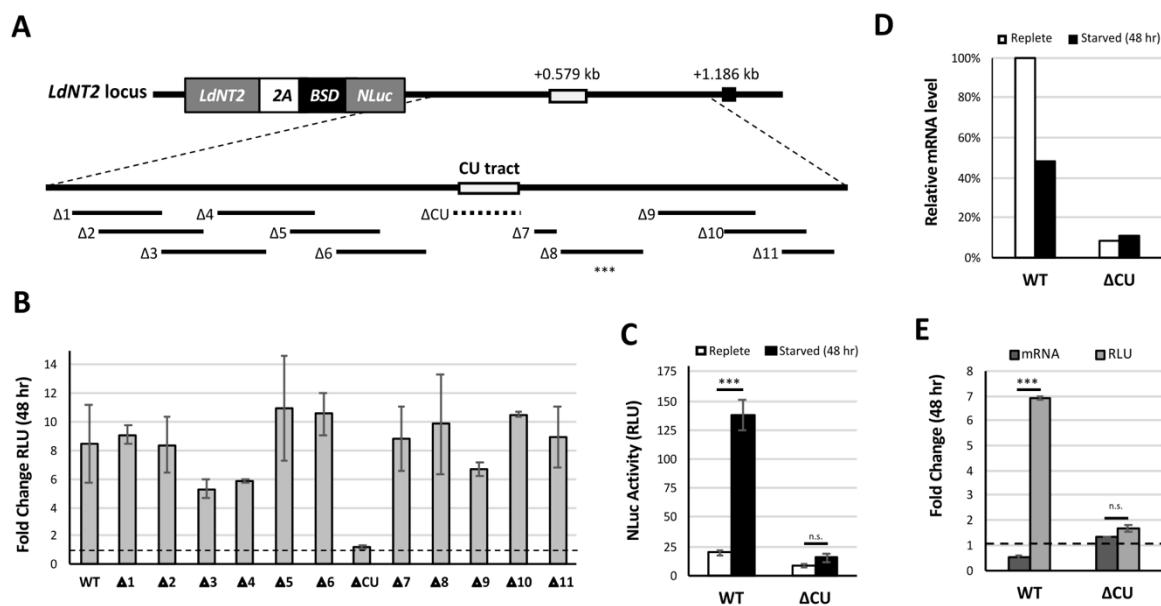 A
LdNT2 locus
LdNT2 2A BSD NLuc
+0.579 kb
+1.186 kb
CU tract
Δ1
Δ4
ΔCU
Δ9
Δ2
Δ5
Δ7
Δ10
Δ3
Δ6
Δ8
Δ11
***
B
Fold Change RLU (48 hr)
14
12
10
8
6
4
2
0
WT Δ1 Δ2 Δ3 Δ4 Δ5 Δ6 ΔCU Δ7 Δ8 Δ9 Δ10 Δ11
C
Replete Starved (48 hr)
NLuc Activity (RLU)
175
150
125
100
75
50
25
0
***
n.s.
WT ΔCU
D
Replete Starved (48 hr)
Relative mRNA level
100%
80%
60%
40%
20%
0%
WT ΔCU
E
mRNA RLU
Fold Change (48 hr)
8
7
6
5
4
3
2
1
0
***
n.s.
WT ΔCU